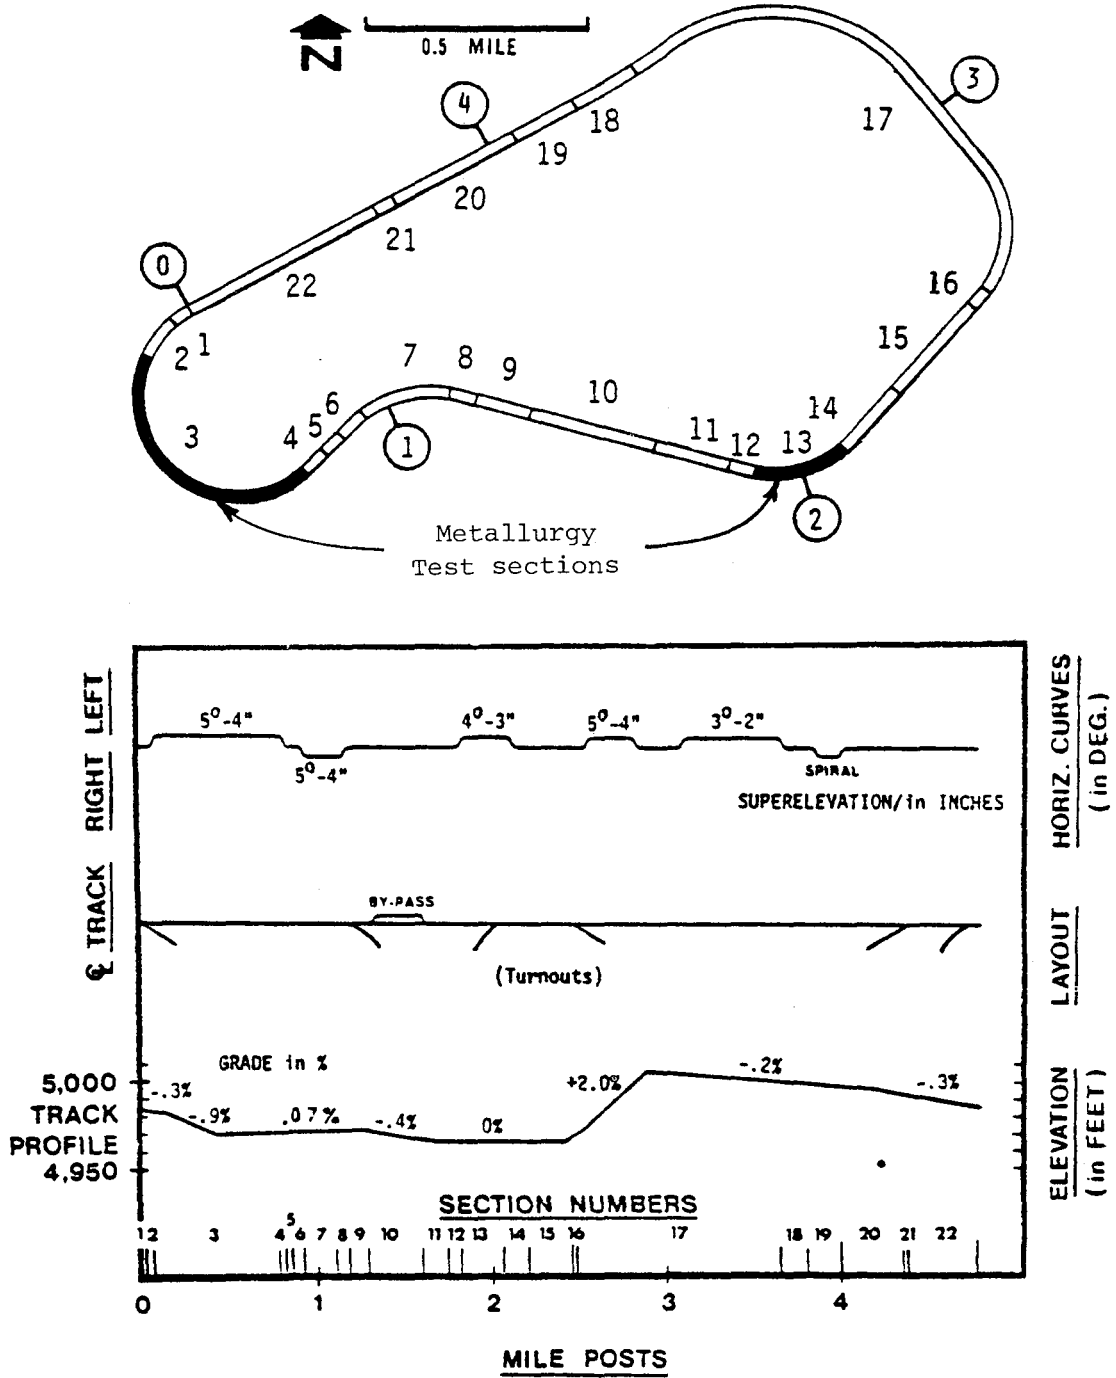 N
0.5 MILE
3
4
18
17
19
20
21
0
22
16
1
2
15
7
8
9
10
6
5
4
3
14
11
12
13
1
2
Metallurgy
Test sections
LEFT
RIGHT
HORIZ. CURVES
(in DEG.)
5°-4"
4°-3"
5°-4"
3°-2"
5°-4"
SPIRAL
SUPERELEVATION/in INCHES
℄ TRACK
BY-PASS
LAYOUT
(Turnouts)
GRADE in %
5,000
TRACK
PROFILE
4,950
-.3%
-.9%
.07%
-.4%
0%
+2.0%
-.2%
-.3%
ELEVATION
(in FEET)
SECTION NUMBERS
1 2 3 4 5 6 7 8 9 10 11 12 13 14 15 16 17 18 19 20 21 22
0 1 2 3 4
MILE POSTS